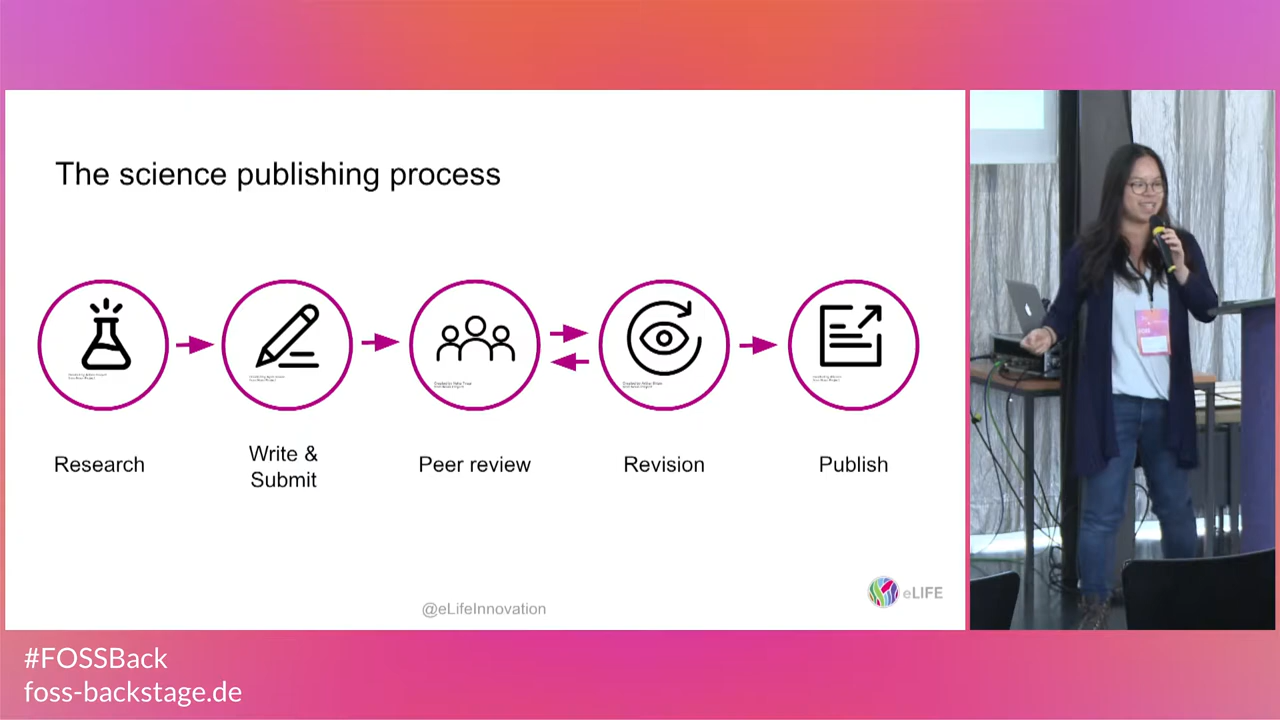 The science publishing process
Research
Write &
Submit
Peer review
Revision
Publish
@eLifeInnovation
eLIFE
#FOSSBack
foss-backstage.de